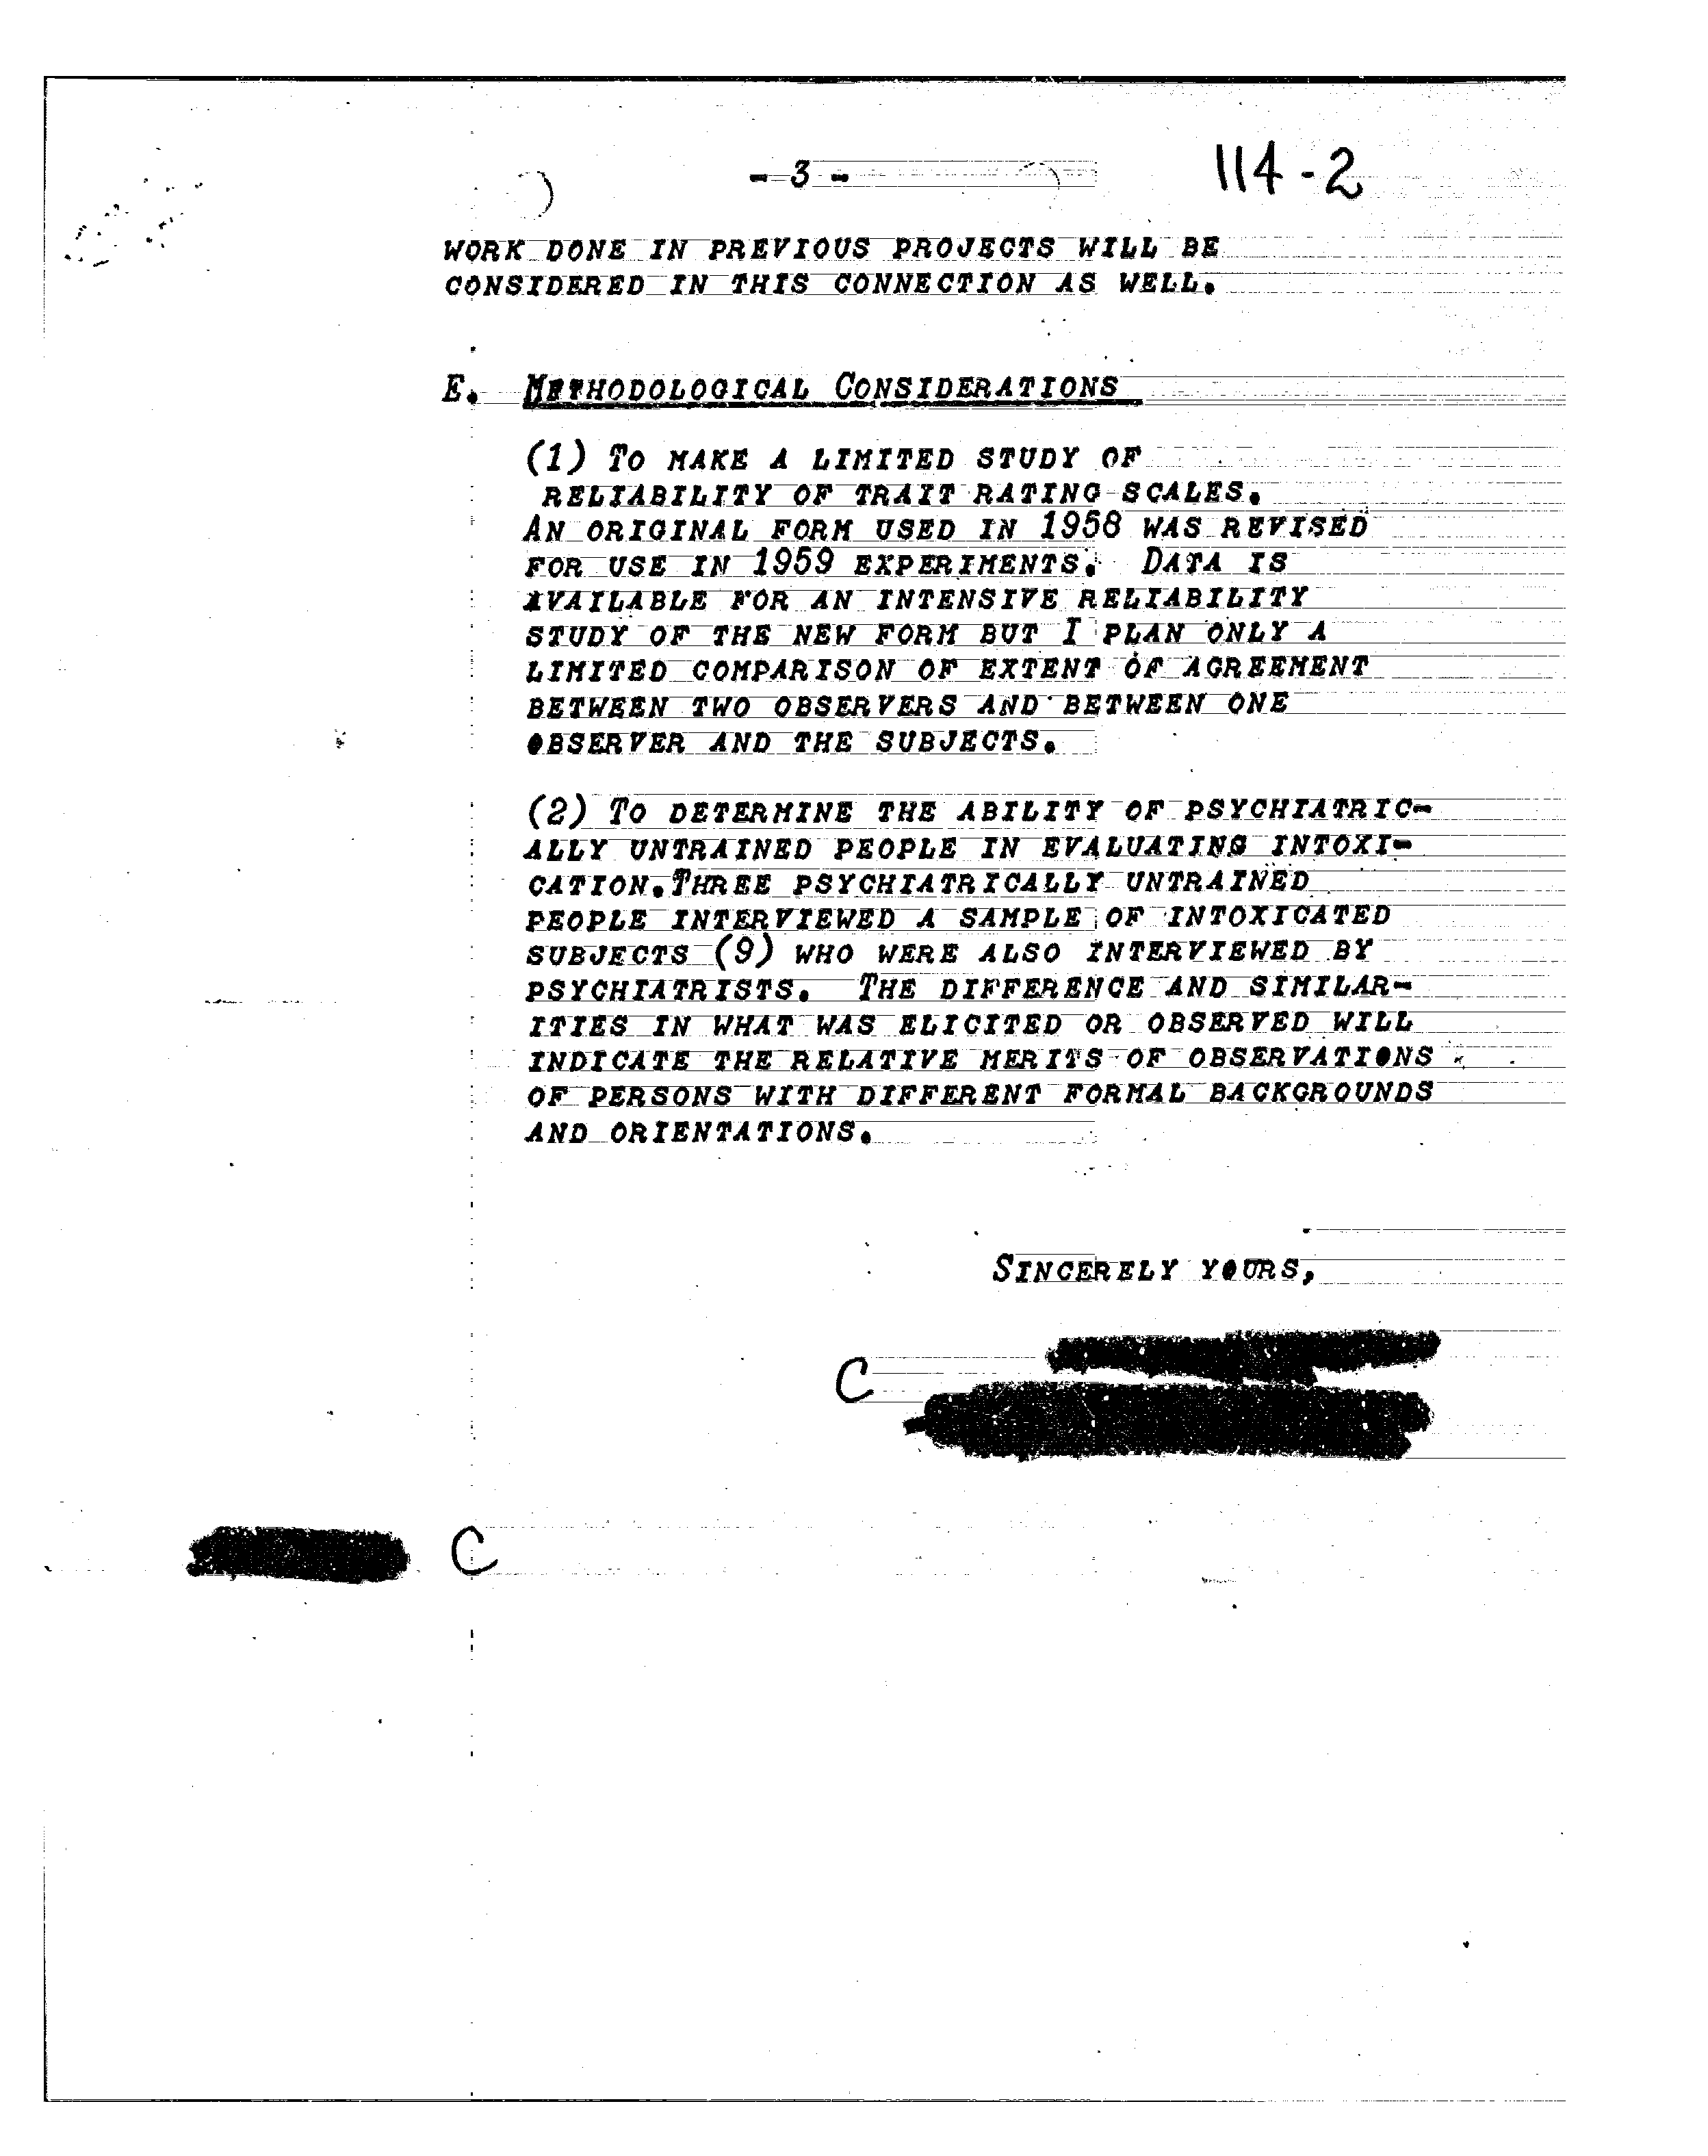 - 3 -
114-2
WORK DONE IN PREVIOUS PROJECTS WILL BE
CONSIDERED IN THIS CONNECTION AS WELL.
E. METHODOLOGICAL CONSIDERATIONS
(1) TO MAKE A LIMITED STUDY OF
RELIABILITY OF TRAIT RATING SCALES.
AN ORIGINAL FORM USED IN 1958 WAS REVISED
FOR USE IN 1959 EXPERIMENTS. DATA IS
AVAILABLE FOR AN INTENSIVE RELIABILITY
STUDY OF THE NEW FORM BUT I PLAN ONLY A
LIMITED COMPARISON OF EXTENT OF AGREEMENT
BETWEEN TWO OBSERVERS AND BETWEEN ONE
OBSERVER AND THE SUBJECTS.
(2) TO DETERMINE THE ABILITY OF PSYCHIATRIC-
ALLY UNTRAINED PEOPLE IN EVALUATING INTOXI-
CATION. THREE PSYCHIATRICALLY UNTRAINED
PEOPLE INTERVIEWED A SAMPLE OF INTOXICATED
SUBJECTS (9) WHO WERE ALSO INTERVIEWED BY
PSYCHIATRISTS. THE DIFFERENCE AND SIMILAR-
ITIES IN WHAT WAS ELICITED OR OBSERVED WILL
INDICATE THE RELATIVE MERITS OF OBSERVATIONS
OF PERSONS WITH DIFFERENT FORMAL BACKGROUNDS
AND ORIENTATIONS.
SINCERELY YOURS,
C
C